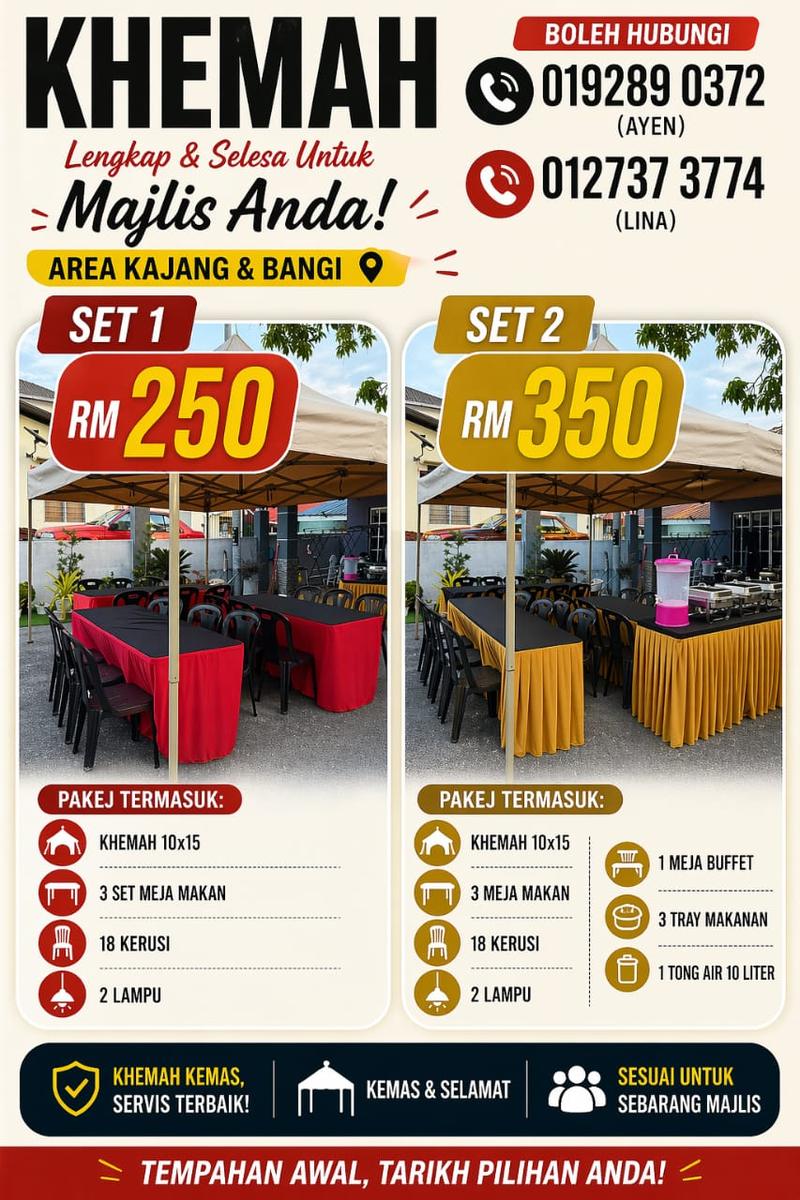 KHEMAH
Lengkap & Selesa Untuk
Majlis Anda!
AREA KAJANG & BANGI
BOLEH HUBUNGI
019289 0372
(AYEN)
012737 3774
(LINA)
SET 1
RM 250
PAKEJ TERMASUK:
KHEMAH 10x15
3 SET MEJA MAKAN
18 KERUSI
2 LAMPU
SET 2
RM 350
PAKEJ TERMASUK:
KHEMAH 10x15
3 MEJA MAKAN
18 KERUSI
2 LAMPU
1 MEJA BUFFET
3 TRAY MAKANAN
1 TONG AIR 10 LITER
KHEMAH KEMAS,
SERVIS TERBAIK!
KEMAS & SELAMAT
SESUAI UNTUK
SEBARANG MAJLIS
TEMPAHAN AWAL, TARIKH PILIHAN ANDA!